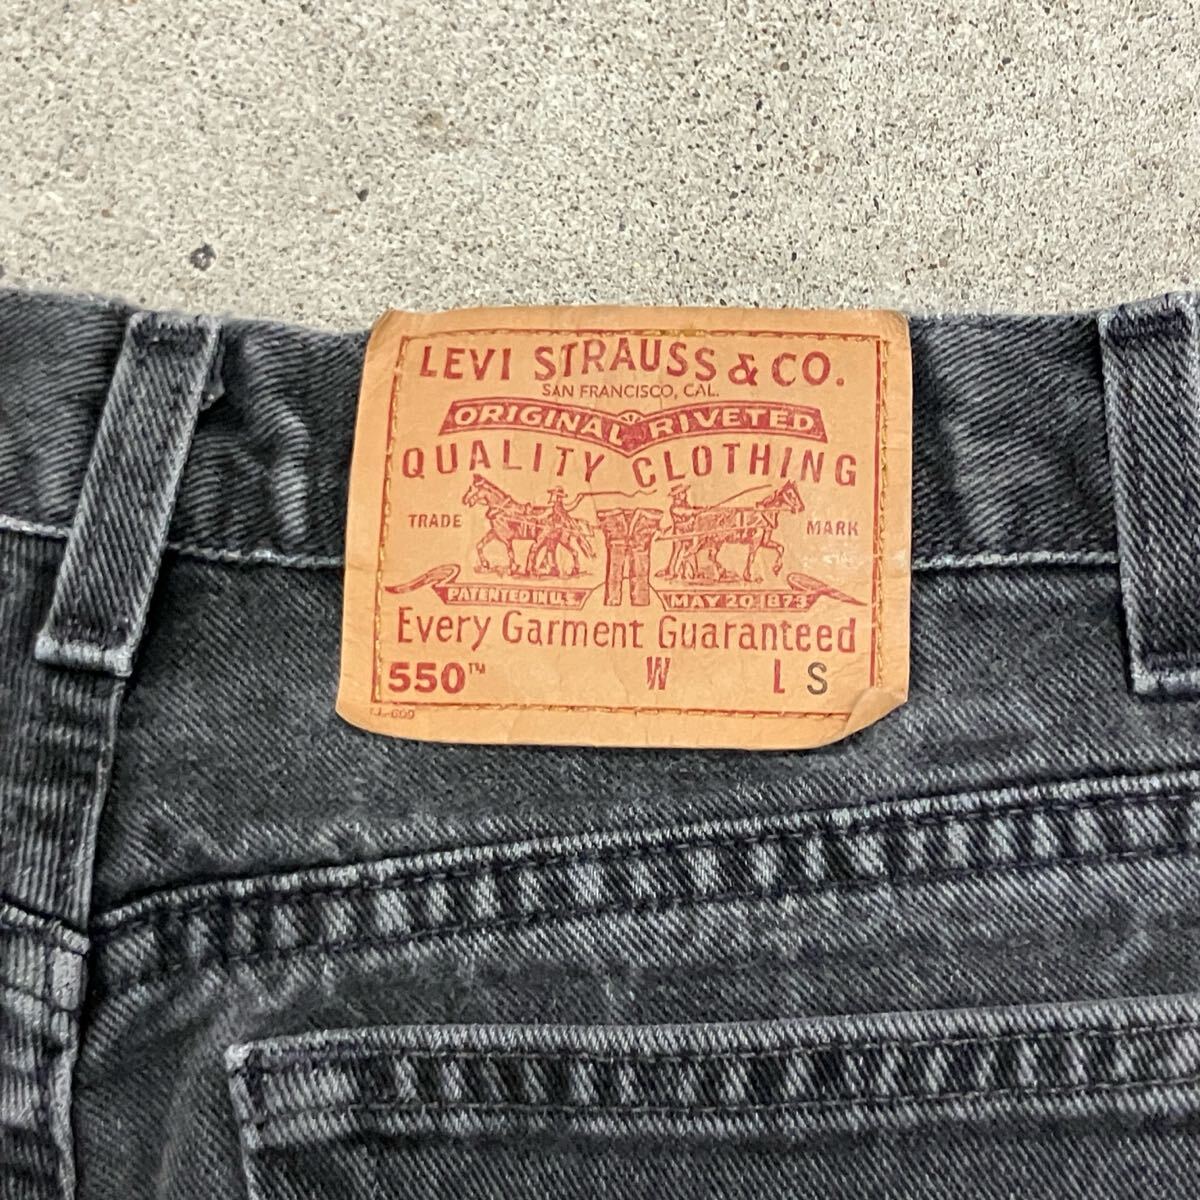 LEVI STRAUSS & CO.
SAN FRANCISCO, CAL.
ORIGINAL RIVETED
QUALITY CLOTHING
TRADE MARK
PATENTED IN U.S. MAY 20 1873
Every Garment Guaranteed
550™ W L S